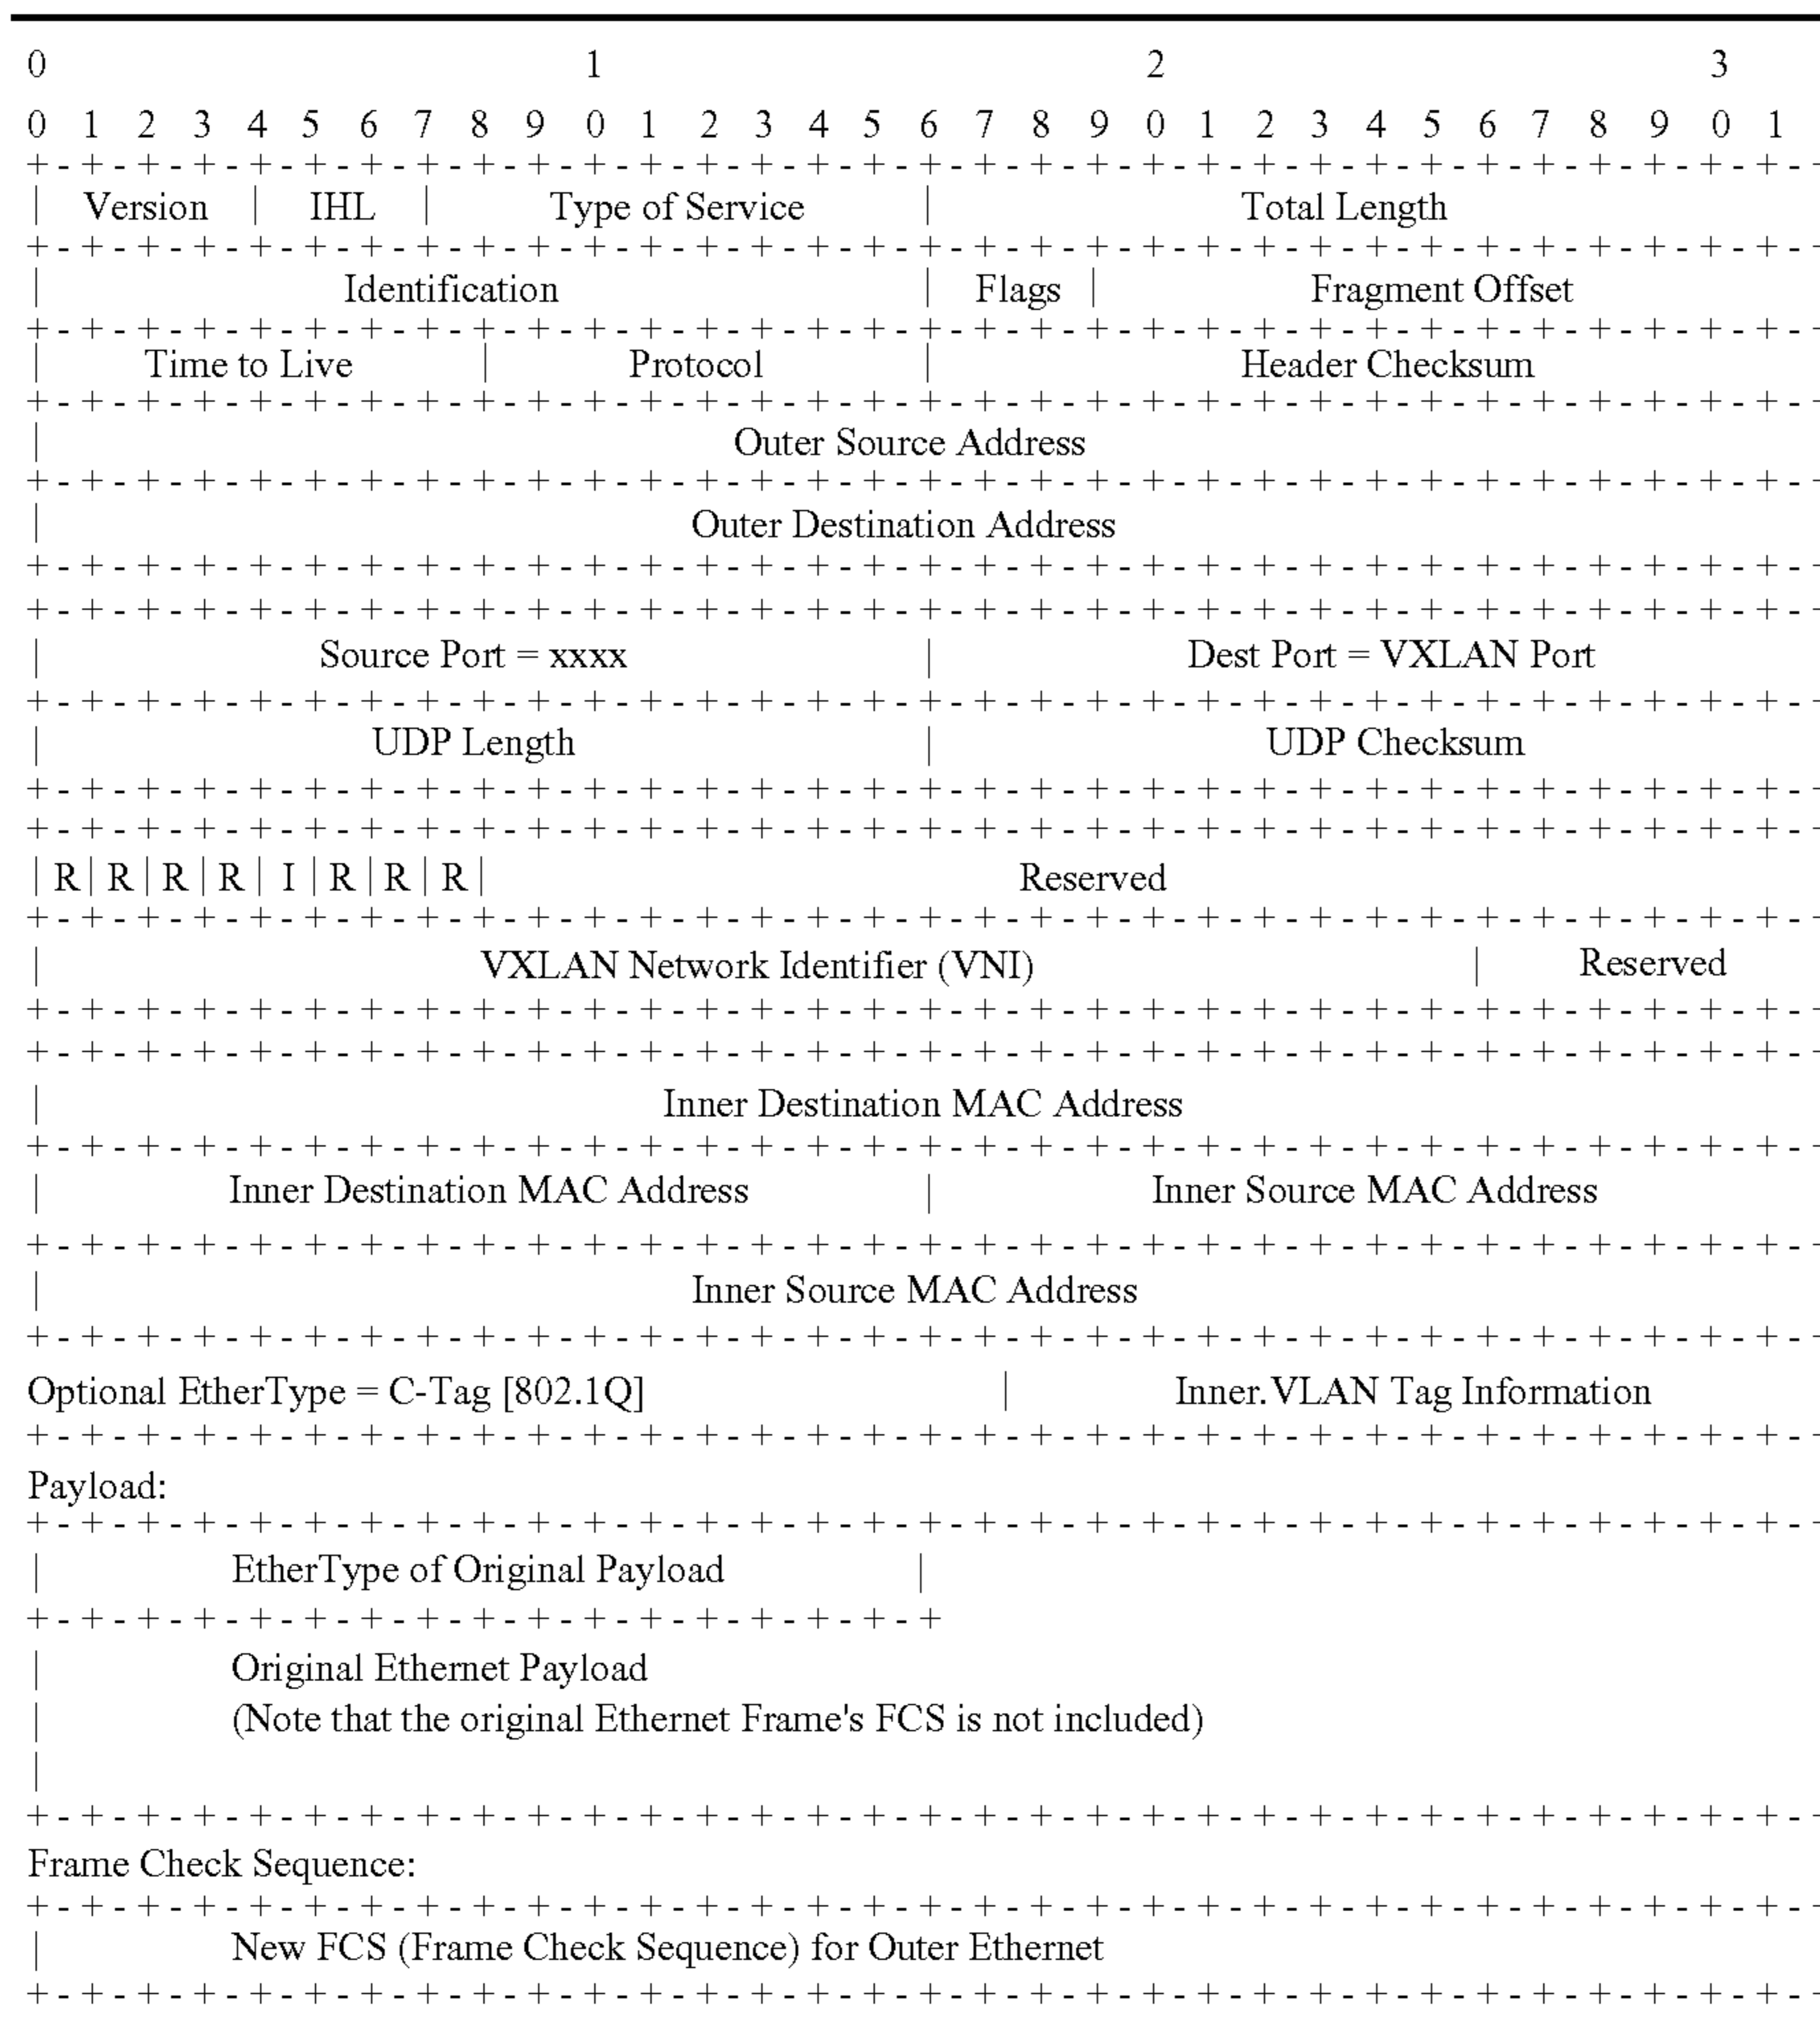 0 1 2 3
0 1 2 3 4 5 6 7 8 9 0 1 2 3 4 5 6 7 8 9 0 1 2 3 4 5 6 7 8 9 0 1
+-+-+-+-+-+-+-+-+-+-+-+-+-+-+-+-+-+-+-+-+-+-+-+-+-+-+-+-+-+-+-+-+
| Version | IHL | Type of Service | Total Length
+-+-+-+-+-+-+-+-+-+-+-+-+-+-+-+-+-+-+-+-+-+-+-+-+-+-+-+-+-+-+-+-+
| Identification | Flags | Fragment Offset
+-+-+-+-+-+-+-+-+-+-+-+-+-+-+-+-+-+-+-+-+-+-+-+-+-+-+-+-+-+-+-+-+
| Time to Live | Protocol | Header Checksum
+-+-+-+-+-+-+-+-+-+-+-+-+-+-+-+-+-+-+-+-+-+-+-+-+-+-+-+-+-+-+-+-+
| Outer Source Address
+-+-+-+-+-+-+-+-+-+-+-+-+-+-+-+-+-+-+-+-+-+-+-+-+-+-+-+-+-+-+-+-+
| Outer Destination Address
+-+-+-+-+-+-+-+-+-+-+-+-+-+-+-+-+-+-+-+-+-+-+-+-+-+-+-+-+-+-+-+-+
+-+-+-+-+-+-+-+-+-+-+-+-+-+-+-+-+-+-+-+-+-+-+-+-+-+-+-+-+-+-+-+-+
| Source Port = xxxx | Dest Port = VXLAN Port
+-+-+-+-+-+-+-+-+-+-+-+-+-+-+-+-+-+-+-+-+-+-+-+-+-+-+-+-+-+-+-+-+
| UDP Length | UDP Checksum
+-+-+-+-+-+-+-+-+-+-+-+-+-+-+-+-+-+-+-+-+-+-+-+-+-+-+-+-+-+-+-+-+
+-+-+-+-+-+-+-+-+-+-+-+-+-+-+-+-+-+-+-+-+-+-+-+-+-+-+-+-+-+-+-+-+
|R|R|R|R|I|R|R|R| Reserved
+-+-+-+-+-+-+-+-+-+-+-+-+-+-+-+-+-+-+-+-+-+-+-+-+-+-+-+-+-+-+-+-+
| VXLAN Network Identifier (VNI) | Reserved
+-+-+-+-+-+-+-+-+-+-+-+-+-+-+-+-+-+-+-+-+-+-+-+-+-+-+-+-+-+-+-+-+
+-+-+-+-+-+-+-+-+-+-+-+-+-+-+-+-+-+-+-+-+-+-+-+-+-+-+-+-+-+-+-+-+
| Inner Destination MAC Address
+-+-+-+-+-+-+-+-+-+-+-+-+-+-+-+-+-+-+-+-+-+-+-+-+-+-+-+-+-+-+-+-+
| Inner Destination MAC Address | Inner Source MAC Address
+-+-+-+-+-+-+-+-+-+-+-+-+-+-+-+-+-+-+-+-+-+-+-+-+-+-+-+-+-+-+-+-+
| Inner Source MAC Address
+-+-+-+-+-+-+-+-+-+-+-+-+-+-+-+-+-+-+-+-+-+-+-+-+-+-+-+-+-+-+-+-+
Optional EtherType = C-Tag [802.1Q] | Inner.VLAN Tag Information
+-+-+-+-+-+-+-+-+-+-+-+-+-+-+-+-+-+-+-+-+-+-+-+-+-+-+-+-+-+-+-+-+
Payload:
+-+-+-+-+-+-+-+-+-+-+-+-+-+-+-+-+-+-+-+-+-+-+-+-+-+-+-+-+-+-+-+-+
| EtherType of Original Payload |
+-+-+-+-+-+-+-+-+-+-+-+-+-+-+-+-+
| Original Ethernet Payload
| (Note that the original Ethernet Frame's FCS is not included)
|
+-+-+-+-+-+-+-+-+-+-+-+-+-+-+-+-+-+-+-+-+-+-+-+-+-+-+-+-+-+-+-+-+
Frame Check Sequence:
+-+-+-+-+-+-+-+-+-+-+-+-+-+-+-+-+-+-+-+-+-+-+-+-+-+-+-+-+-+-+-+-+
| New FCS (Frame Check Sequence) for Outer Ethernet
+-+-+-+-+-+-+-+-+-+-+-+-+-+-+-+-+-+-+-+-+-+-+-+-+-+-+-+-+-+-+-+-+